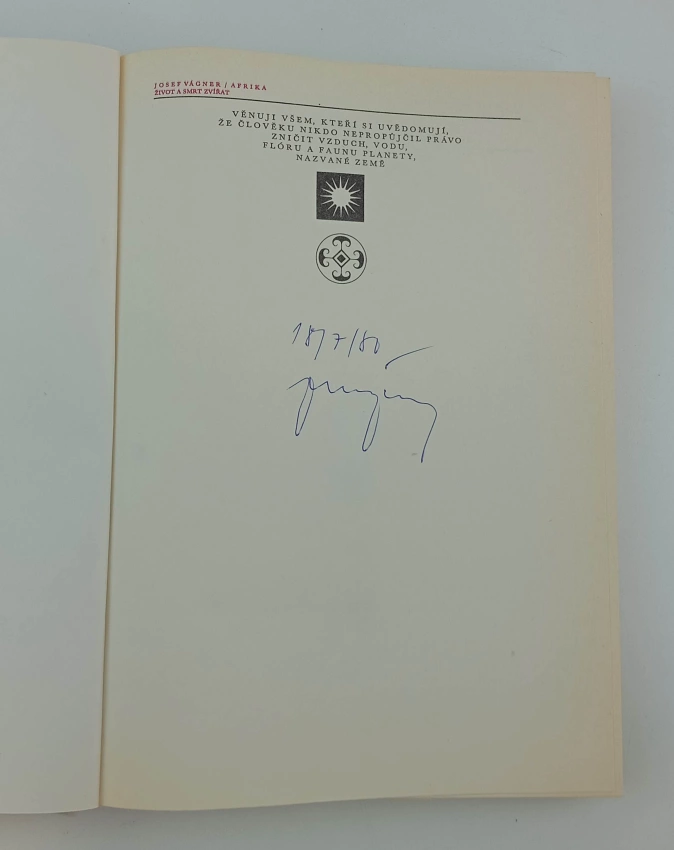 JOSEF VÁGNER / AFRIKA
ŽIVOT A SMRT ZVÍŘAT
VĚNUJI VŠEM, KTEŘÍ SI UVĚDOMUJÍ,
ŽE ČLOVĚKU NIKDO NEPROPŮJČIL PRÁVO
ZNIČIT VZDUCH, VODU,
FLÓRU A FAUNU PLANETY,
NAZVANÉ ZEMĚ
18/7/80